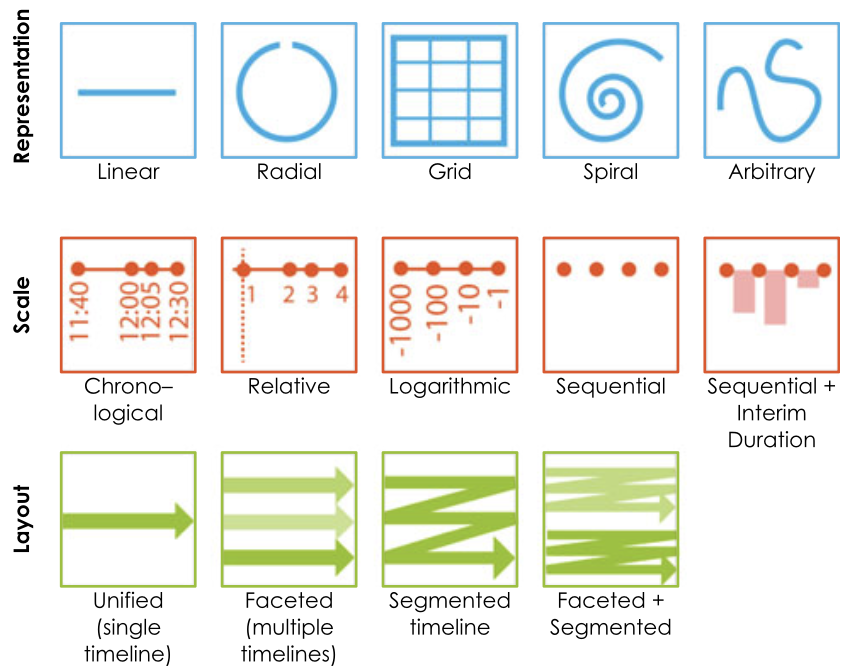 Representation
Linear
Radial
Grid
Spiral
Arbitrary
Scale
11:40
12:00
12:05
12:30
1
2
3
4
-1000
-100
-10
-1
Chrono–
logical
Relative
Logarithmic
Sequential
Sequential +
Interim
Duration
Layout
Unified
(single
timeline)
Faceted
(multiple
timelines)
Segmented
timeline
Faceted +
Segmented